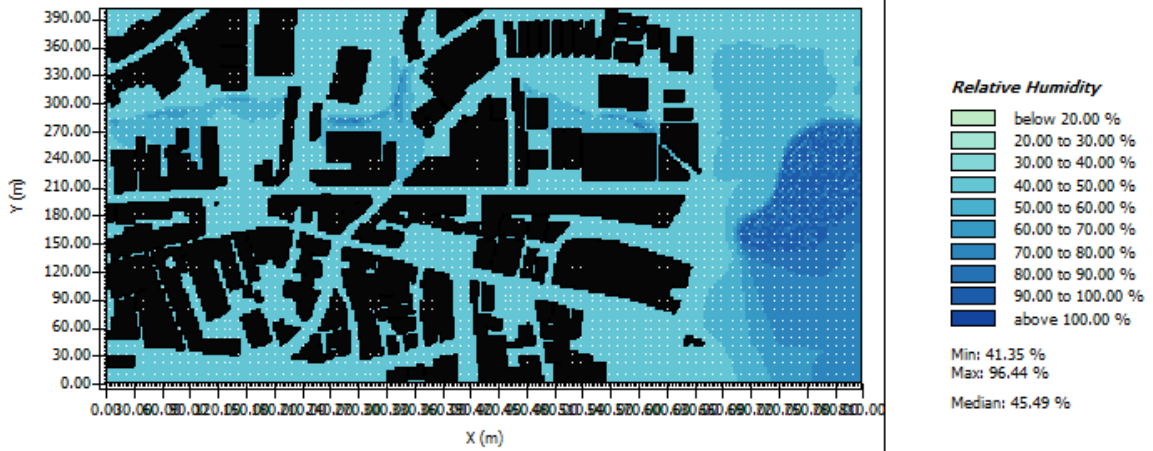 390.00
360.00
330.00
300.00
270.00
240.00
210.00
180.00
150.00
120.00
90.00
60.00
30.00
0.00
Y (m)
X (m)
Relative Humidity
below 20.00 %
20.00 to 30.00 %
30.00 to 40.00 %
40.00 to 50.00 %
50.00 to 60.00 %
60.00 to 70.00 %
70.00 to 80.00 %
80.00 to 90.00 %
90.00 to 100.00 %
above 100.00 %
Min: 41.35 %
Max: 96.44 %
Median: 45.49 %